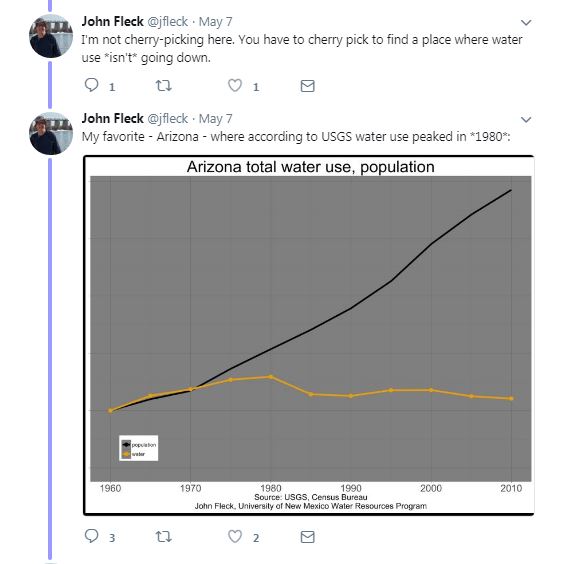 John Fleck @jfleck · May 7
I'm not cherry-picking here. You have to cherry pick to find a place where water
use *isn't* going down.
1 1
John Fleck @jfleck · May 7
My favorite - Arizona - where according to USGS water use peaked in *1980*:
Arizona total water use, population
population
water
1960 1970 1980 1990 2000 2010
Source: USGS, Census Bureau
John Fleck, University of New Mexico Water Resources Program
3 2